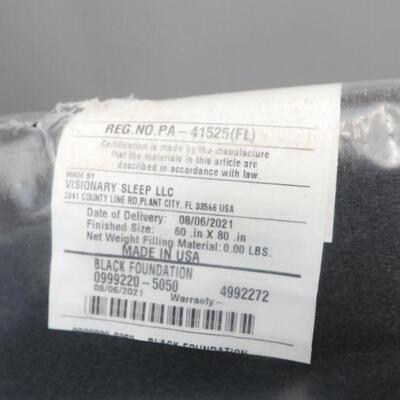 REG.NO.PA-41525(FL)
Certification is made by the manufacture
that the materials in this article are
described in accordance with law.
MADE BY
VISIONARY SLEEP LLC
2841 COUNTY LINE RD,PLANT CITY, FL 33566 USA
Date of Delivery: 08/06/2021
Finished Size: 60 .in X 80 .in
Net Weight Filling Material:0.00 LBS.
MADE IN USA
BLACK FOUNDATION
0999220-5050 4992272
08/06/2021 Warranty-
0999220-5050 BLACK FOUNDATION